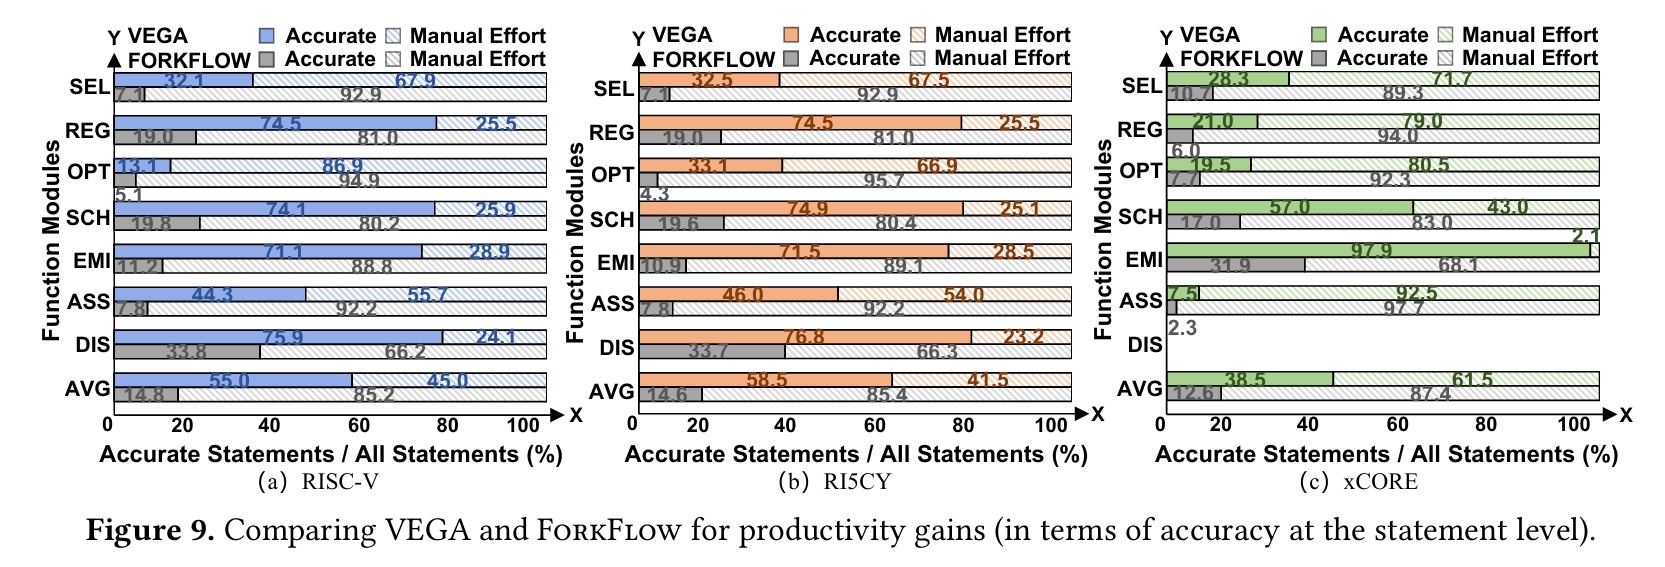 Y VEGA Accurate Manual Effort
FORKFLOW Accurate Manual Effort
Function Modules
SEL 32.1 67.9
7.1 92.9
REG 74.5 25.5
19.0 81.0
OPT 13.1 86.9
5.1 94.9
SCH 74.1 25.9
19.8 80.2
EMI 71.1 28.9
11.2 88.8
ASS 44.3 55.7
7.8 92.2
DIS 75.9 24.1
33.8 66.2
AVG 55.0 45.0
14.8 85.2
0 20 40 60 80 100 X
Accurate Statements / All Statements (%)
(a) RISC-V
Y VEGA Accurate Manual Effort
FORKFLOW Accurate Manual Effort
Function Modules
SEL 32.5 67.5
7.1 92.9
REG 74.5 25.5
19.0 81.0
OPT 33.1 66.9
4.3 95.7
SCH 74.9 25.1
19.6 80.4
EMI 71.5 28.5
10.9 89.1
ASS 46.0 54.0
7.8 92.2
DIS 76.8 23.2
33.7 66.3
AVG 58.5 41.5
14.6 85.4
0 20 40 60 80 100 X
Accurate Statements / All Statements (%)
(b) RI5CY
Y VEGA Accurate Manual Effort
FORKFLOW Accurate Manual Effort
Function Modules
SEL 28.3 71.7
10.7 89.3
REG 21.0 79.0
6.0 94.0
OPT 19.5 80.5
7.7 92.3
SCH 57.0 43.0
17.0 83.0
EMI 97.9 2.1
31.9 68.1
ASS 7.5 92.5
2.3 97.7
DIS
AVG 38.5 61.5
12.6 87.4
0 20 40 60 80 100 X
Accurate Statements / All Statements (%)
(c) xCORE
Figure 9. Comparing VEGA and FORKFLOW for productivity gains (in terms of accuracy at the statement level).